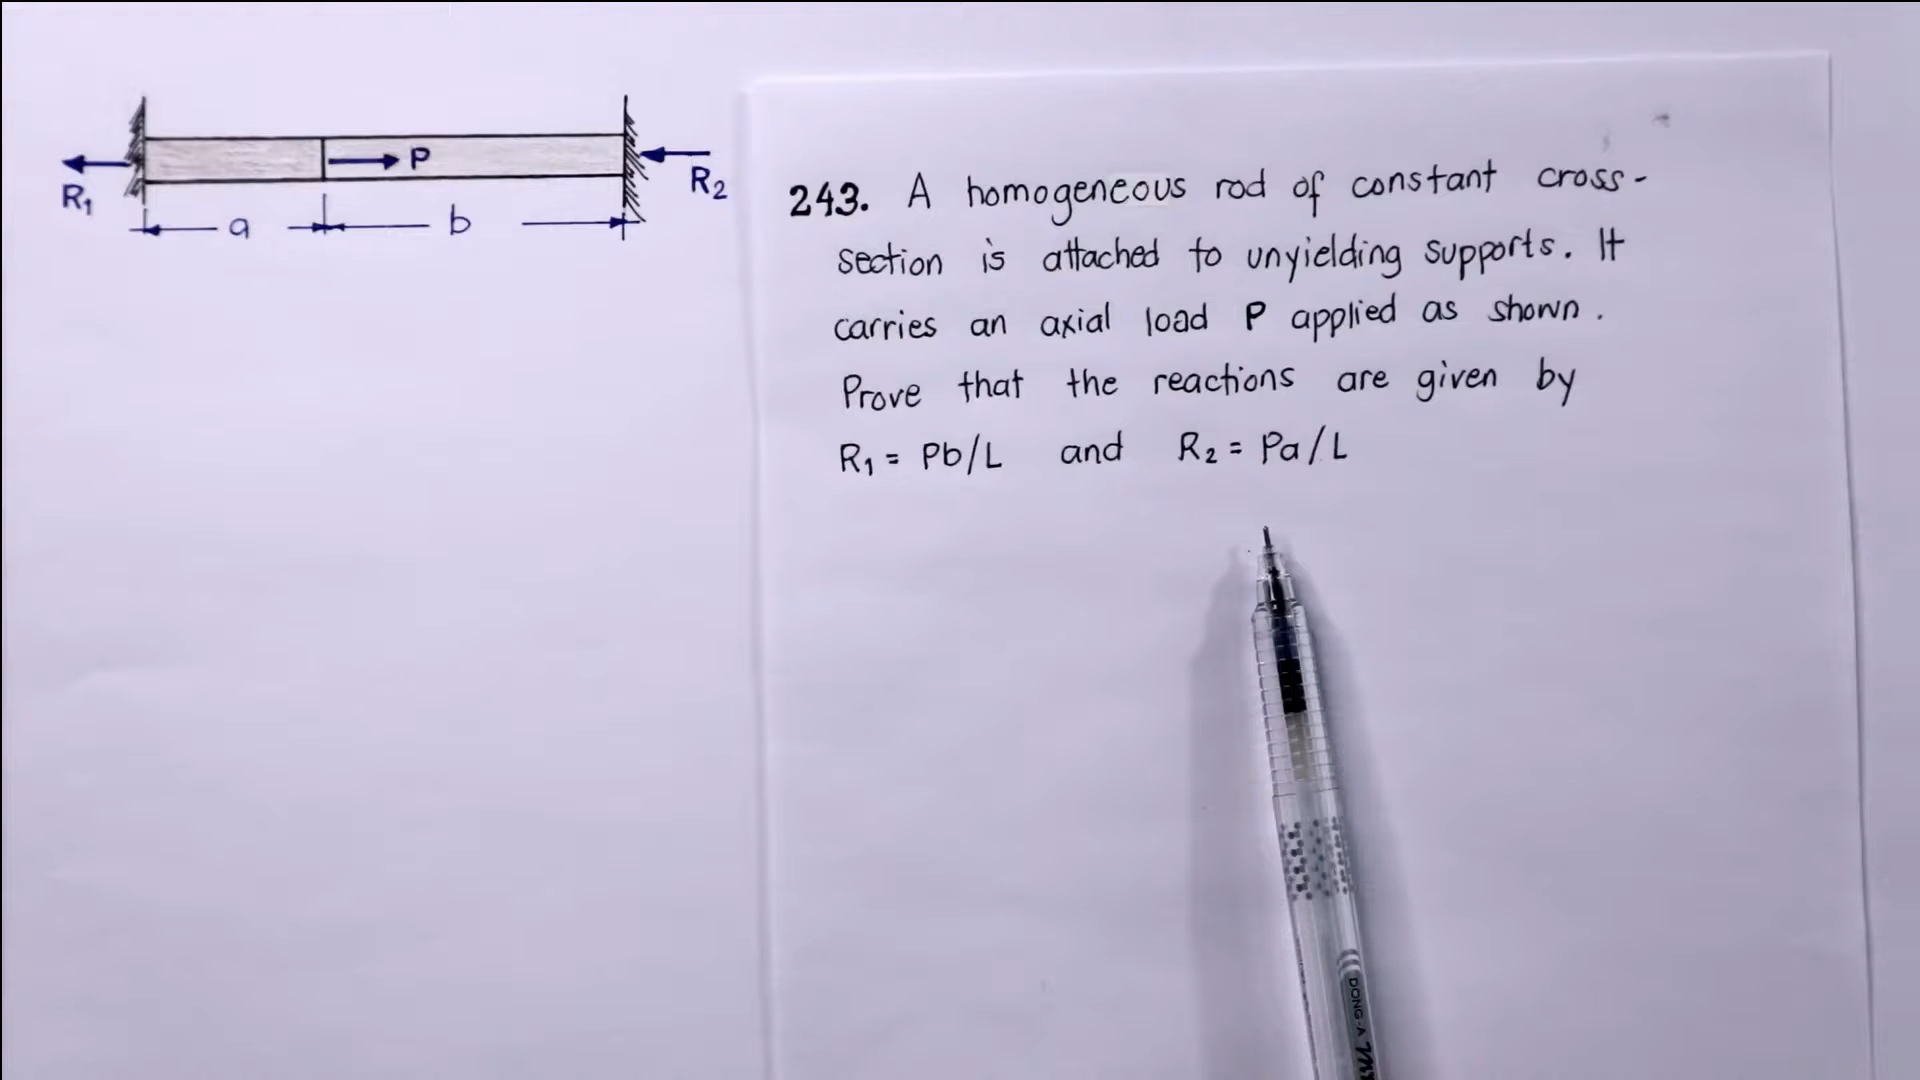 P
R₁
R₂
a
b
243. A homogeneous rod of constant cross-
section is attached to unyielding supports. It
carries an axial load P applied as shown.
Prove that the reactions are given by
R₁ = Pb/L and R₂ = Pa/L
DONG-A